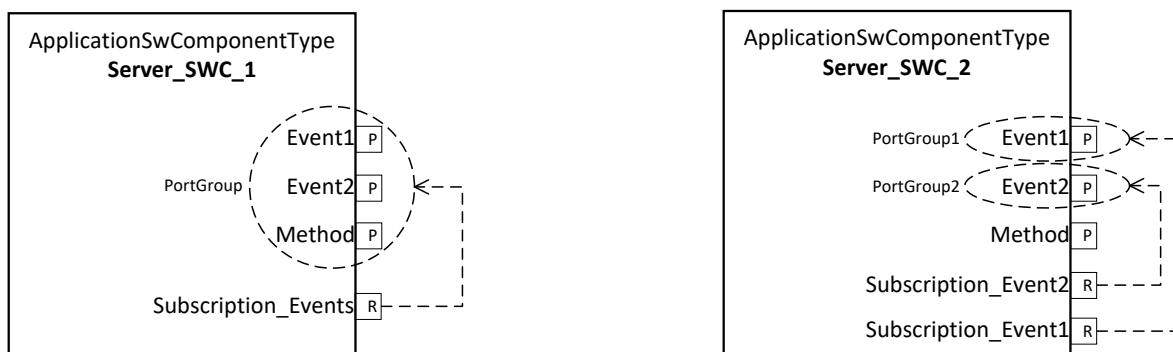 ApplicationSwComponentType
Server_SWC_1
Event1 P
PortGroup Event2 P
Method P
Subscription_Events R
ApplicationSwComponentType
Server_SWC_2
PortGroup1 Event1 P
PortGroup2 Event2 P
Method P
Subscription_Event2 R
Subscription_Event1 R